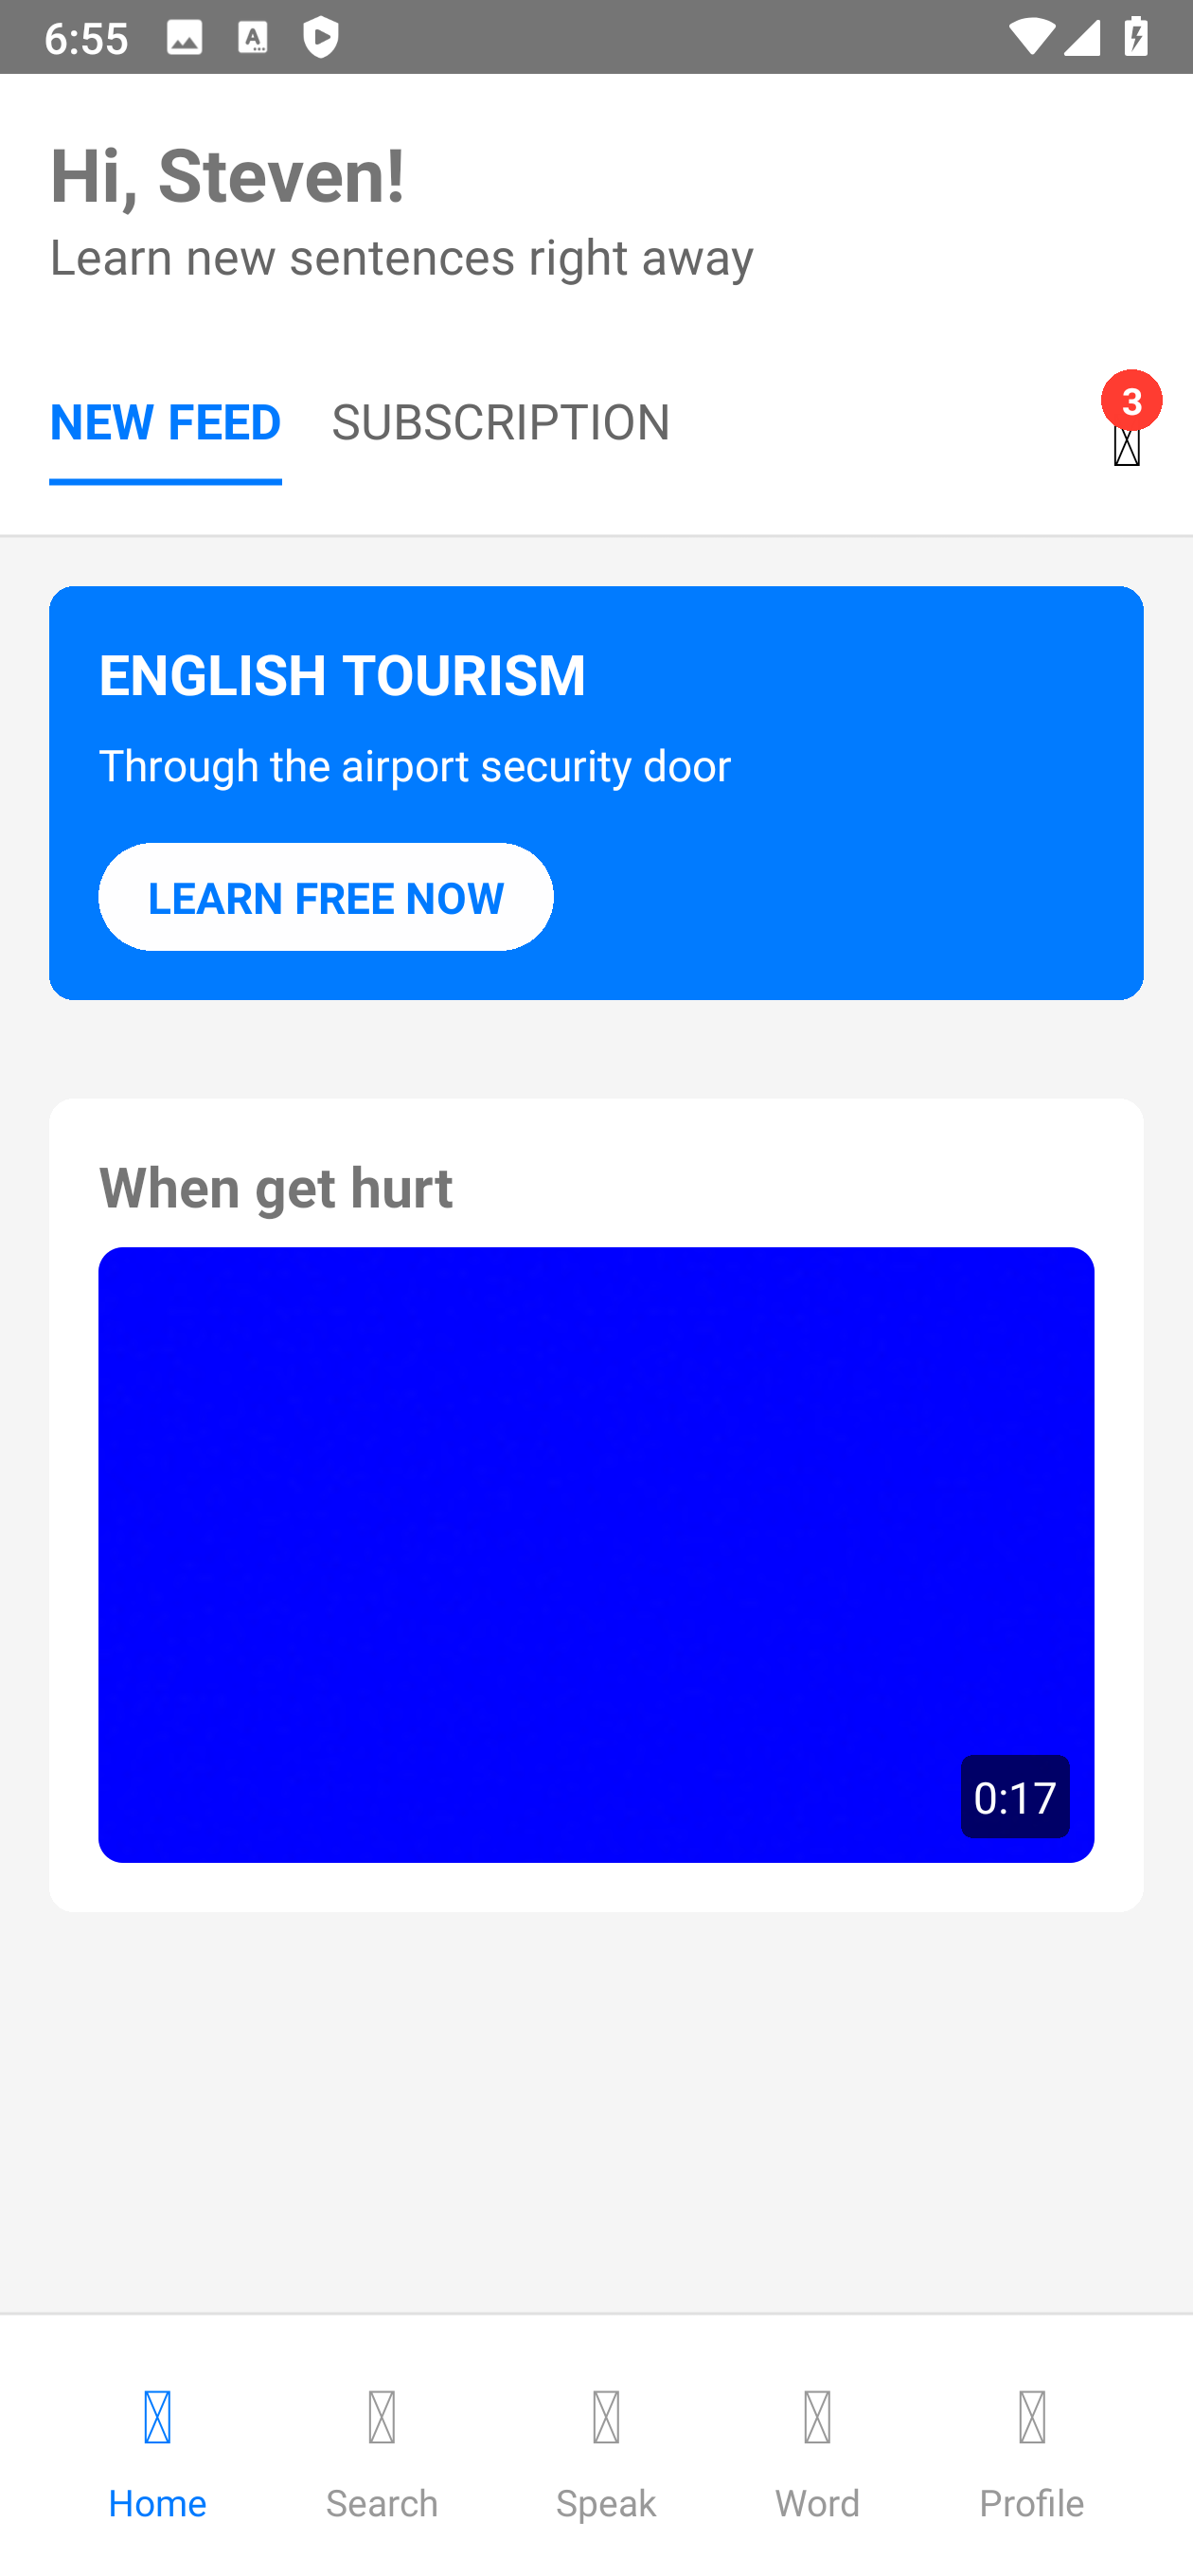 6:55
Hi, Steven!
Learn new sentences right away
NEW FEED
SUBSCRIPTION
3
ENGLISH TOURISM
Through the airport security door
LEARN FREE NOW
When get hurt
0:17
Home
Search
Speak
Word
Profile